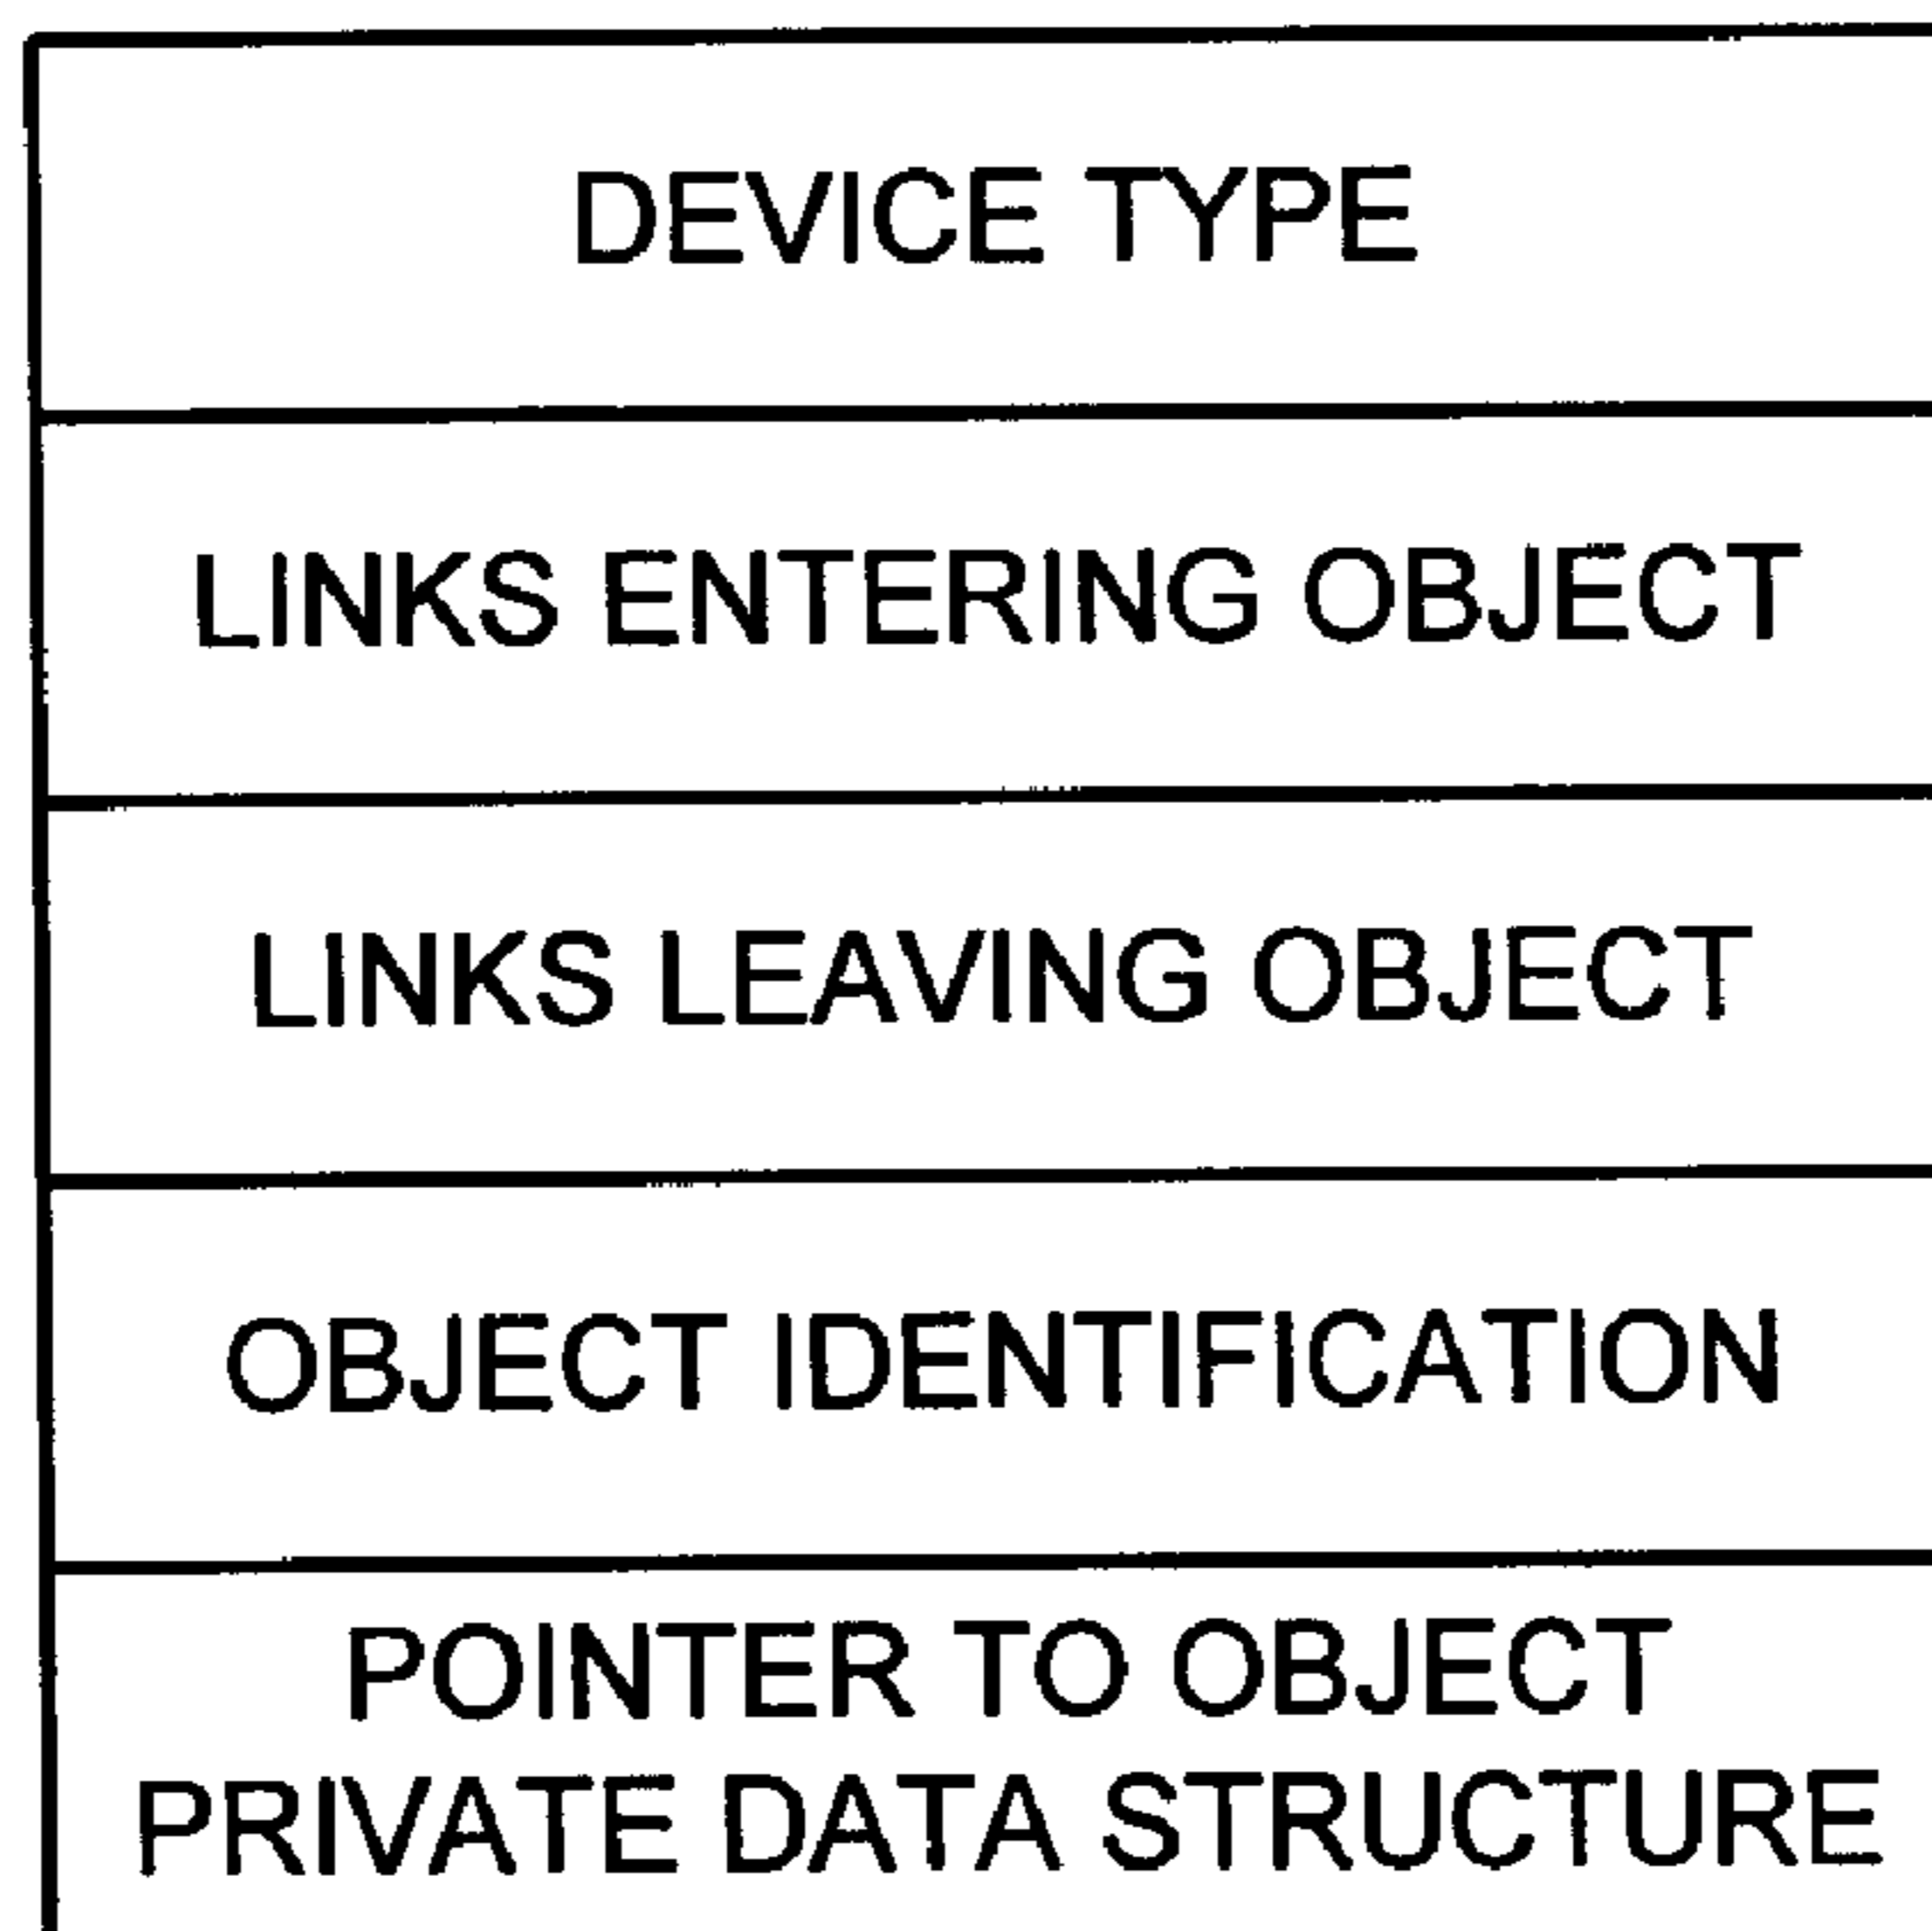 DEVICE TYPE
LINKS ENTERING OBJECT
LINKS LEAVING OBJECT
OBJECT IDENTIFICATION
POINTER TO OBJECT
PRIVATE DATA STRUCTURE